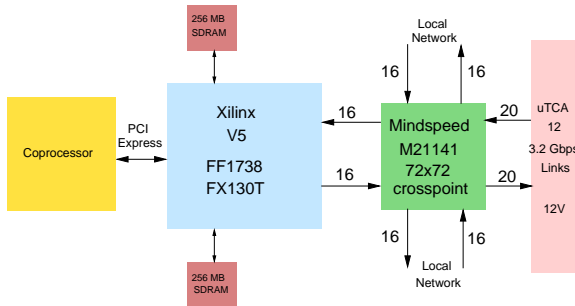 256 MB
SDRAM
Local
Network
16
16
Xilinx
V5
FF1738
FX130T
16
16
Mindspeed
M21141
72x72
crosspoint
20
20
uTCA
12
3.2 Gbps
Links
12V
PCI
Express
Coprocessor
16
16
Local
Network
256 MB
SDRAM